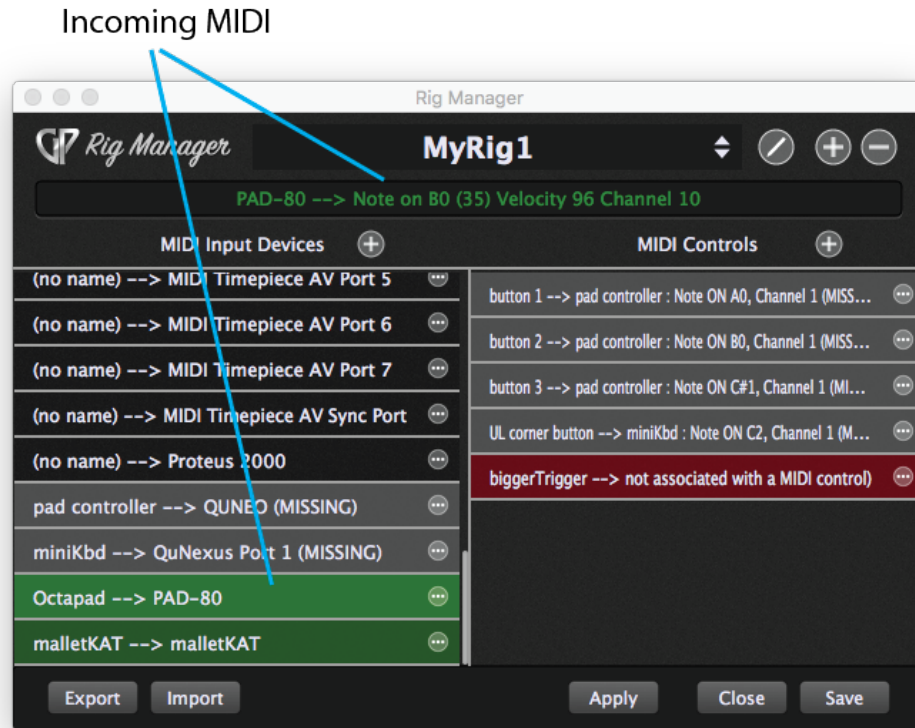 Incoming MIDI
Rig Manager
GP Rig Manager
MyRig1
PAD-80 --> Note on B0 (35) Velocity 96 Channel 10
MIDI Input Devices
MIDI Controls
(no name) --> MIDI Timepiece AV Port 5
(no name) --> MIDI Timepiece AV Port 6
(no name) --> MIDI Timepiece AV Port 7
(no name) --> MIDI Timepiece AV Sync Port
(no name) --> Proteus 2000
pad controller --> QUNEO (MISSING)
miniKbd --> QuNexus Port 1 (MISSING)
Octapad --> PAD-80
malletKAT --> malletKAT
button 1 --> pad controller : Note ON A0, Channel 1 (MISS...
button 2 --> pad controller : Note ON B0, Channel 1 (MISS...
button 3 --> pad controller : Note ON C#1, Channel 1 (MI...
UL corner button --> miniKbd : Note ON C2, Channel 1 (M...
biggerTrigger --> not associated with a MIDI control)
Export
Import
Apply
Close
Save